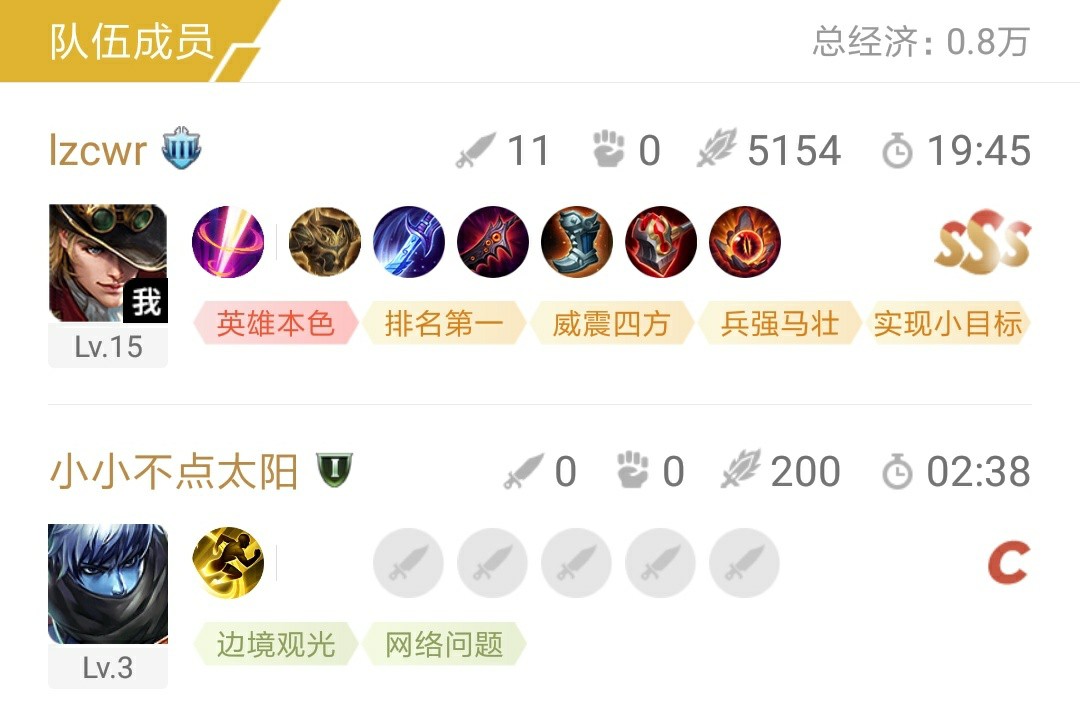 队伍成员 总经济：0.8万
lzcwr III 11 0 5154 19:45
我
英雄本色 排名第一 威震四方 兵强马壮 实现小目标
Lv.15
SSS
小小不点太阳 I 0 0 200 02:38
C
边境观光 网络问题
Lv.3